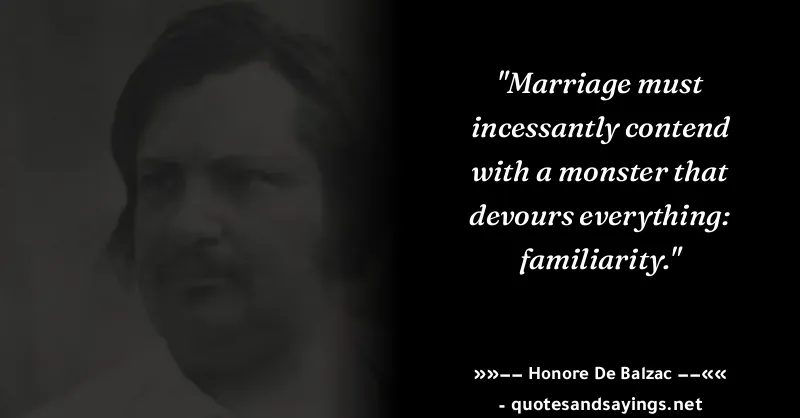 "Marriage must
incessantly contend
with a monster that
devours everything:
familiarity."
»»−− Honore De Balzac −−««
- quotesandsayings.net